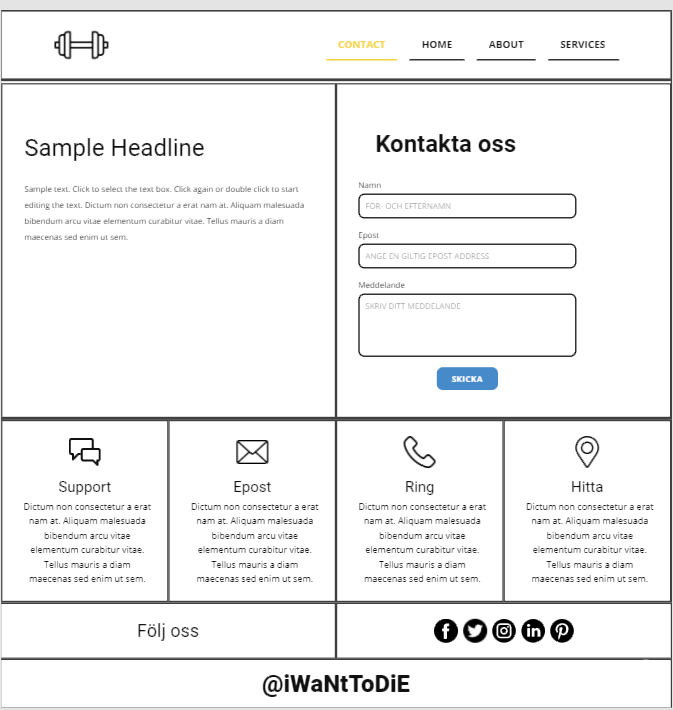 CONTACT HOME ABOUT SERVICES
Sample Headline
Sample text. Click to select the text box. Click again or double click to start
editing the text. Dictum non consectetur a erat nam at. Aliquam malesuada
bibendum arcu vitae elementum curabitur vitae. Tellus mauris a diam
maecenas sed enim ut sem.
Kontakta oss
Namn
FÖR- OCH EFTERNAMN
Epost
ANGE EN GILTIG EPOST ADDRESS
Meddelande
SKRIV DITT MEDDELANDE
SKICKA
Support
Dictum non consectetur a erat
nam at. Aliquam malesuada
bibendum arcu vitae
elementum curabitur vitae.
Tellus mauris a diam
maecenas sed enim ut sem.
Epost
Dictum non consectetur a erat
nam at. Aliquam malesuada
bibendum arcu vitae
elementum curabitur vitae.
Tellus mauris a diam
maecenas sed enim ut sem.
Ring
Dictum non consectetur a erat
nam at. Aliquam malesuada
bibendum arcu vitae
elementum curabitur vitae.
Tellus mauris a diam
maecenas sed enim ut sem.
Hitta
Dictum non consectetur a erat
nam at. Aliquam malesuada
bibendum arcu vitae
elementum curabitur vitae.
Tellus mauris a diam
maecenas sed enim ut sem.
Följ oss
@iWaNtToDiE